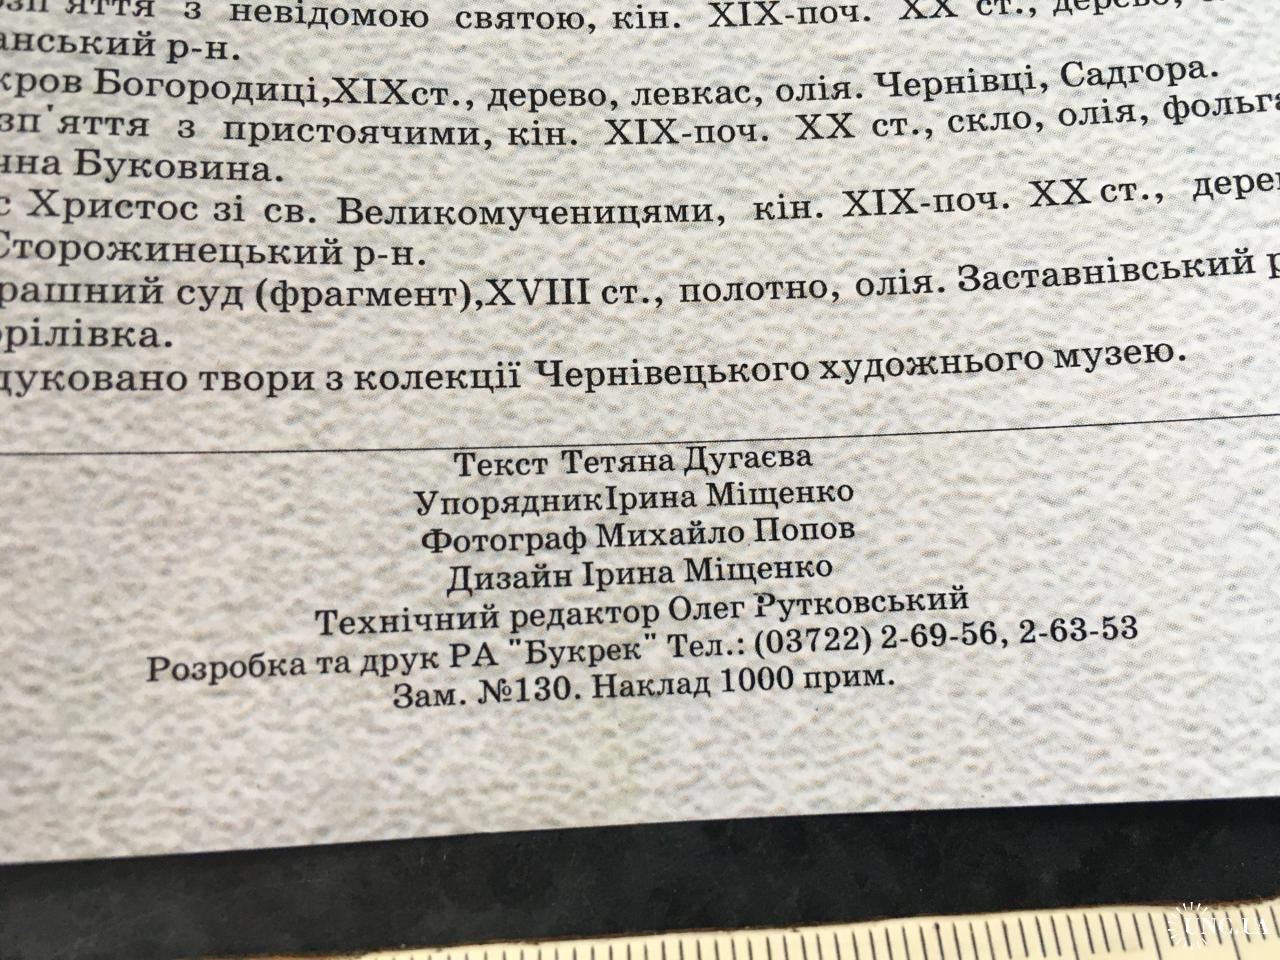 зп'яття з невідомою святою, кін. XIX-поч. XX ст., дерево,
анський р-н.
кров Богородиці,XIXст., дерево, левкас, олія. Чернівці, Садгора.
зп'яття з пристоячими, кін. XIX-поч. XX ст., скло, олія, фольга
чна Буковина.
с Христос зі св. Великомученицями, кін. XIX-поч. XX ст., дерев
Сторожинецький р-н.
рашний суд (фрагмент),XVIII ст., полотно, олія. Заставнівський р
рілівка.
дуковано твори з колекції Чернівецького художнього музею.
Текст Тетяна Дугаєва
УпорядникІрина Міщенко
Фотограф Михайло Попов
Дизайн Ірина Міщенко
Технічний редактор Олег Рутковський
Розробка та друк РА "Букрек" Тел.: (03722) 2-69-56, 2-63-53
Зам. №130. Наклад 1000 прим.
UNC.UA